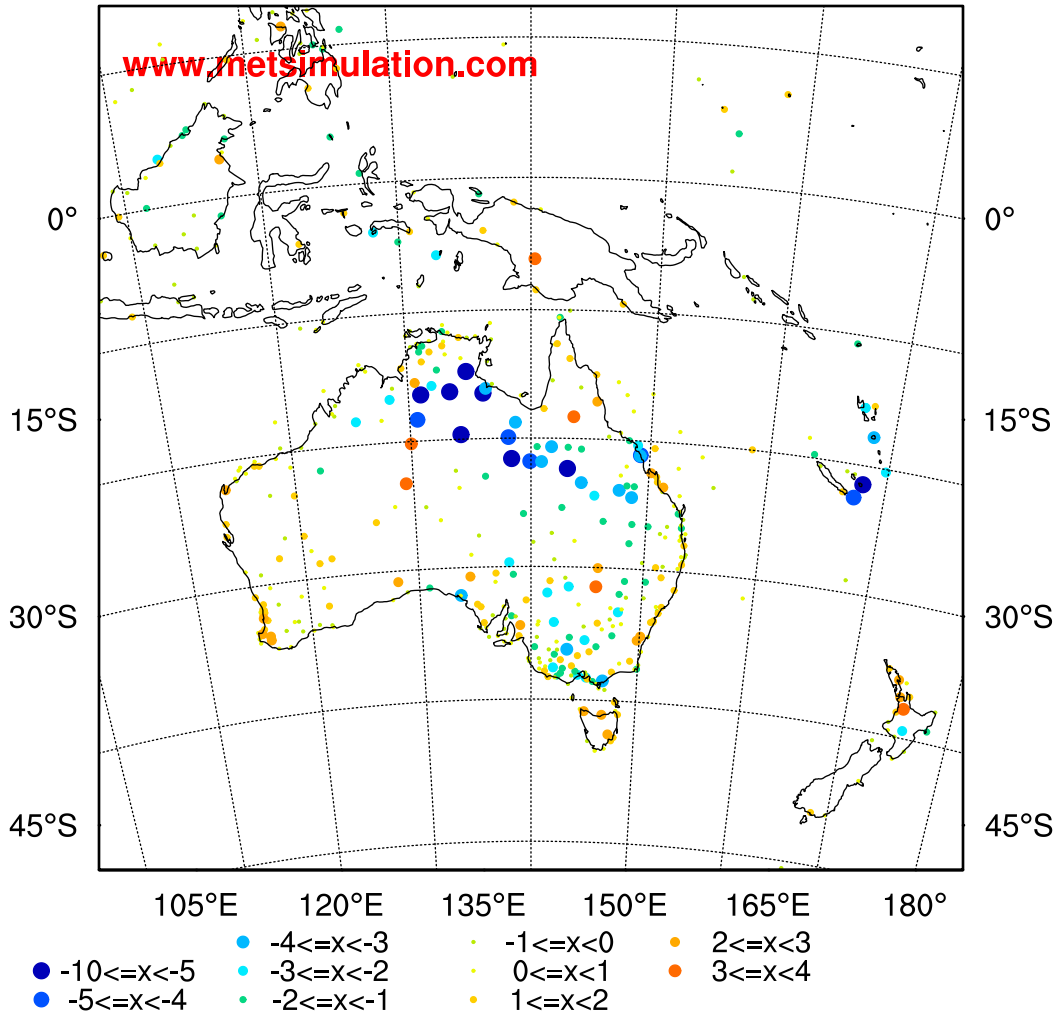 www.metsimulation.com
0° 0°
15°S 15°S
30°S 30°S
45°S 45°S
105°E 120°E 135°E 150°E 165°E 180°
-4<=x<-3 -1<=x<0 2<=x<3
-10<=x<-5 -3<=x<-2 0<=x<1 3<=x<4
-5<=x<-4 -2<=x<-1 1<=x<2